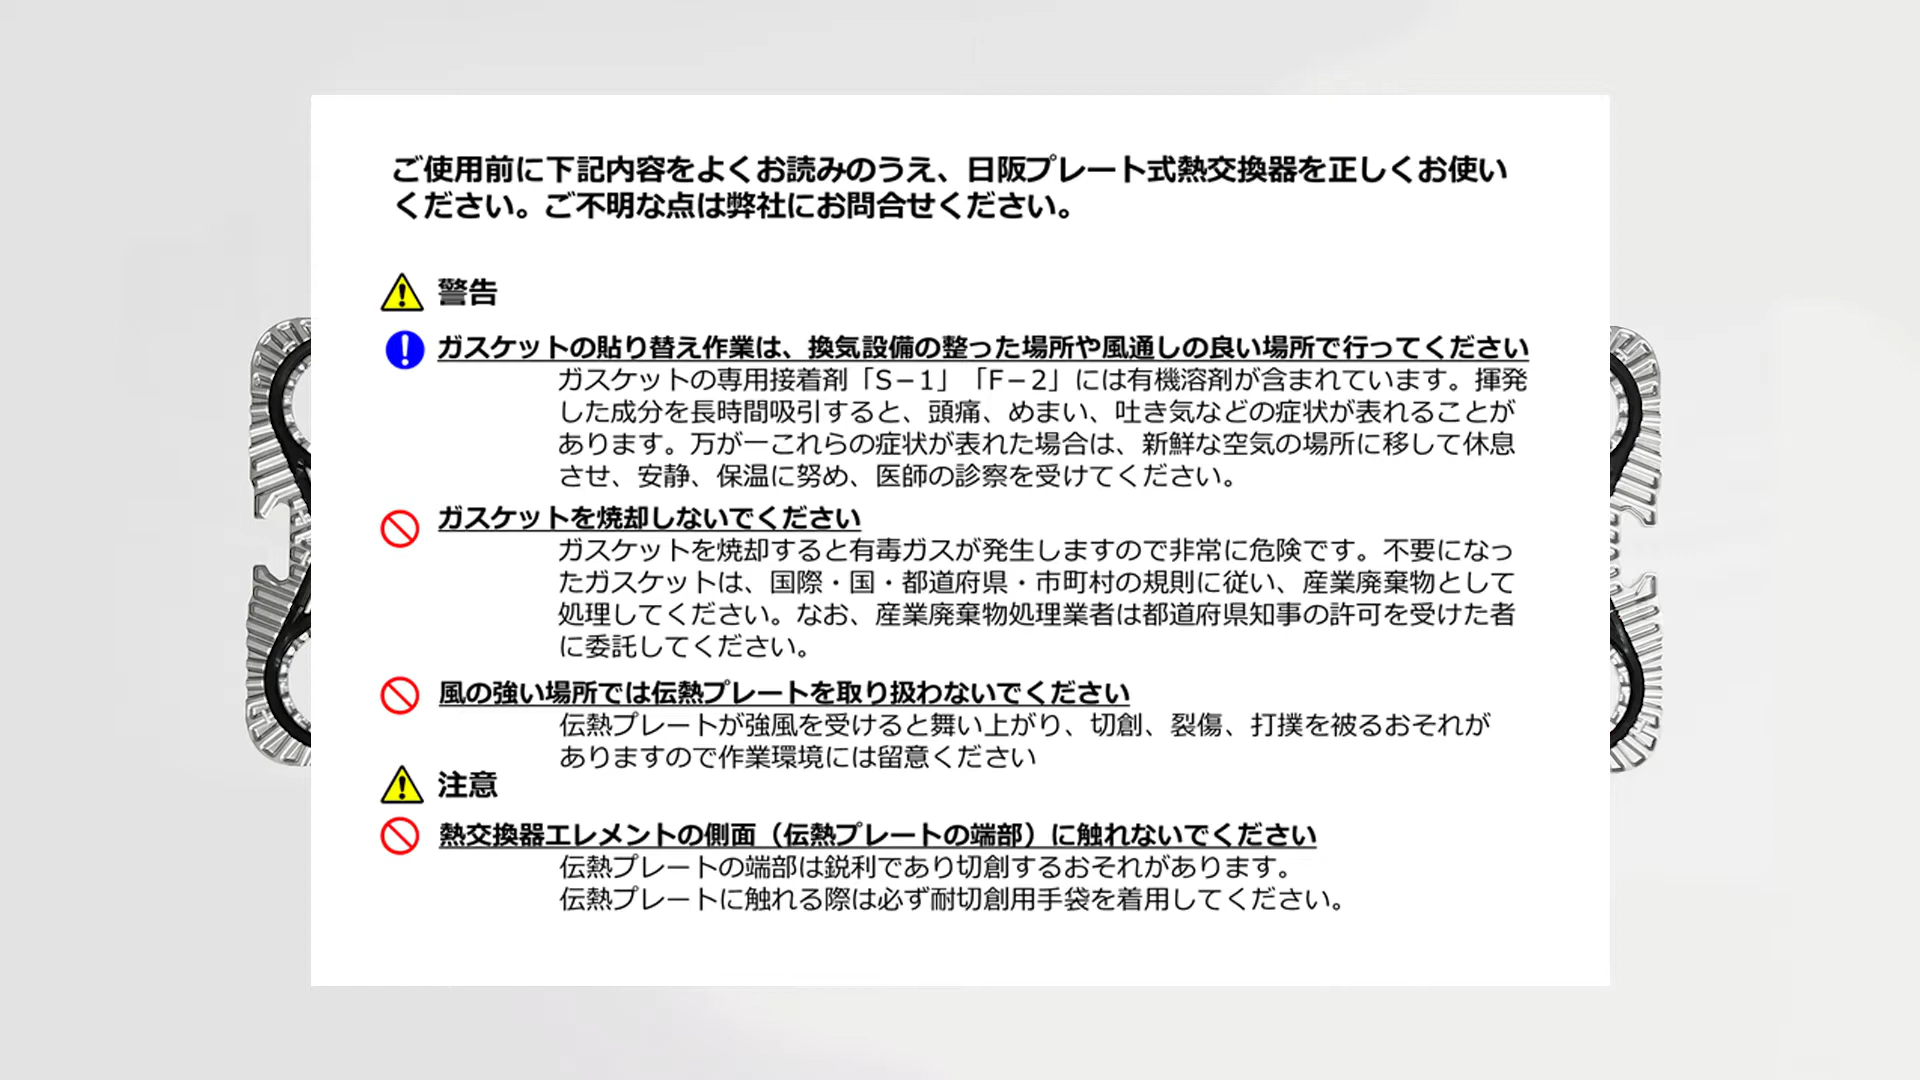 ご使用前に下記内容をよくお読みのうえ、日阪プレート式熱交換器を正しくお使い
ください。ご不明な点は弊社にお問合せください。
警告
ガスケットの貼り替え作業は、換気設備の整った場所や風通しの良い場所で行ってください
ガスケットの専用接着剤「S－1」「F－2」には有機溶剤が含まれています。揮発
した成分を長時間吸引すると、頭痛、めまい、吐き気などの症状が表れることが
あります。万が一これらの症状が表れた場合は、新鮮な空気の場所に移して休息
させ、安静、保温に努め、医師の診察を受けてください。
ガスケットを焼却しないでください
ガスケットを焼却すると有毒ガスが発生しますので非常に危険です。不要になっ
たガスケットは、国際・国・都道府県・市町村の規則に従い、産業廃棄物として
処理してください。なお、産業廃棄物処理業者は都道府県知事の許可を受けた者
に委託してください。
風の強い場所では伝熱プレートを取り扱わないでください
伝熱プレートが強風を受けると舞い上がり、切創、裂傷、打撲を被るおそれが
ありますので作業環境には留意ください
注意
熱交換器エレメントの側面（伝熱プレートの端部）に触れないでください
伝熱プレートの端部は鋭利であり切創するおそれがあります。
伝熱プレートに触れる際は必ず耐切創用手袋を着用してください。